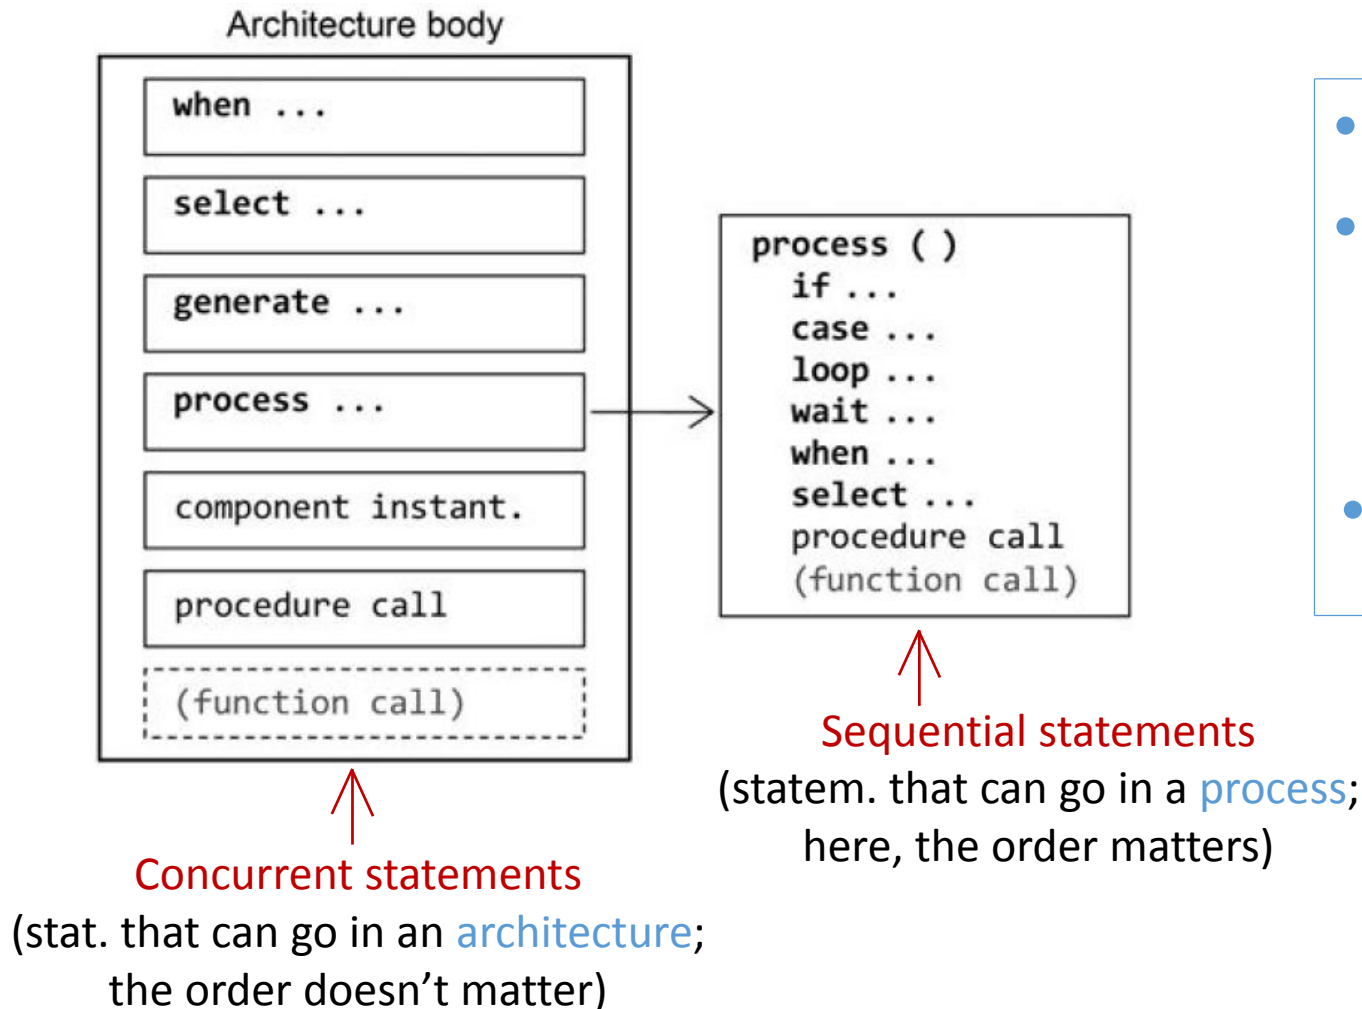 Architecture body
when ...
select ...
generate ...
process ...
component instant.
procedure call
(function call)
process ( )
if ...
case ...
loop ...
wait ...
when ...
select ...
procedure call
(function call)
Sequential statements
(statem. that can go in a process;
here, the order matters)
Concurrent statements
(stat. that can go in an architecture;
the order doesn’t matter)